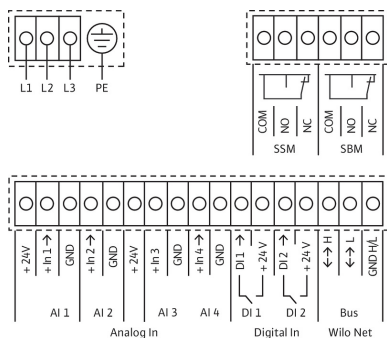 L1 L2 L3 PE
COM NO NC COM NO NC
SSM SBM
+ 24V + In 1 → GND + In 2 → GND + 24V + In 3 GND + In 4 → GND DI 1 → + 24 V DI 2 → + 24 V ↔ H ↔ L GND H/L
AI 1 AI 2 AI 3 AI 4 DI 1 DI 2 Bus
Analog In Digital In Wilo Net